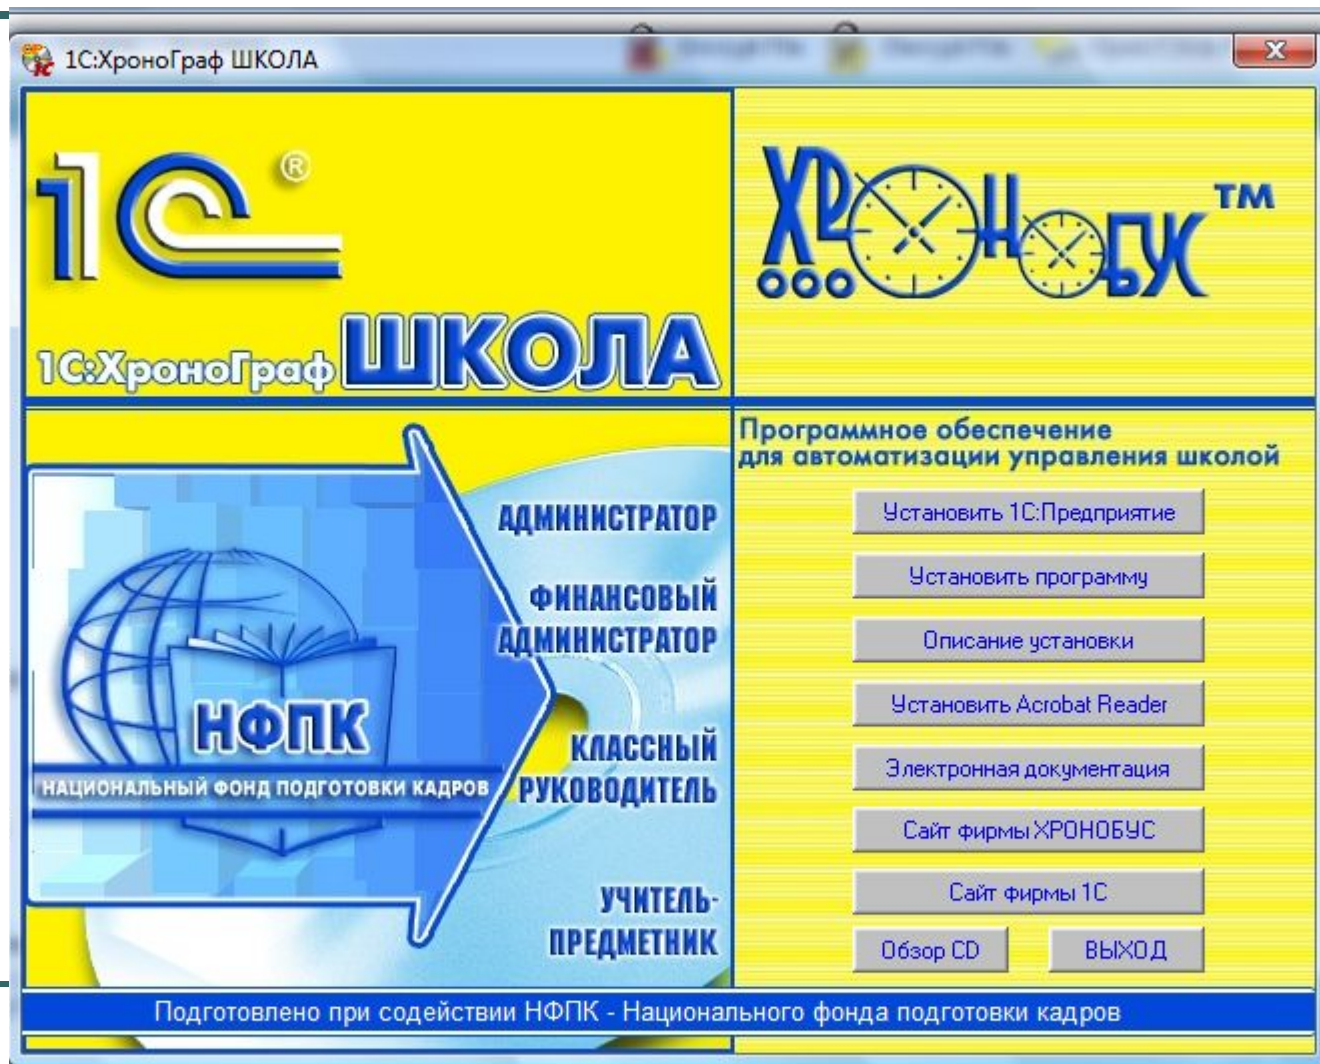 1С:ХроноГраф ШКОЛА
1С®
1С:ХроноГраф ШКОЛА
ХРОНОБУС™
ООО
Программное обеспечение
для автоматизации управления школой
АДМИНИСТРАТОР
ФИНАНСОВЫЙ
АДМИНИСТРАТОР
КЛАССНЫЙ
РУКОВОДИТЕЛЬ
УЧИТЕЛЬ-
ПРЕДМЕТНИК
НФПК
НАЦИОНАЛЬНЫЙ ФОНД ПОДГОТОВКИ КАДРОВ
Установить 1С:Предприятие
Установить программу
Описание установки
Установить Acrobat Reader
Электронная документация
Сайт фирмы ХРОНОБУС
Сайт фирмы 1С
Обзор CD
ВЫХОД
Подготовлено при содействии НФПК - Национального фонда подготовки кадров